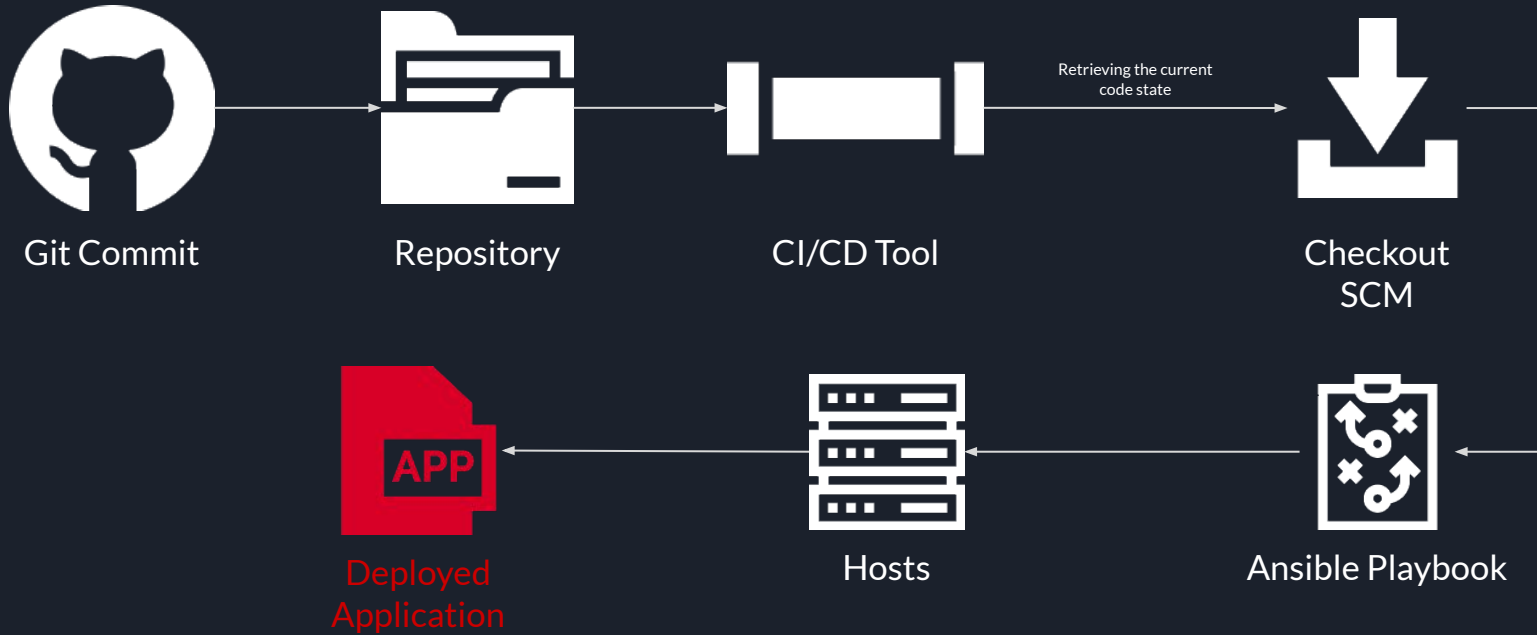 Retrieving the current
code state
Git Commit
Repository
CI/CD Tool
Checkout
SCM
APP
Deployed
Application
Hosts
Ansible Playbook